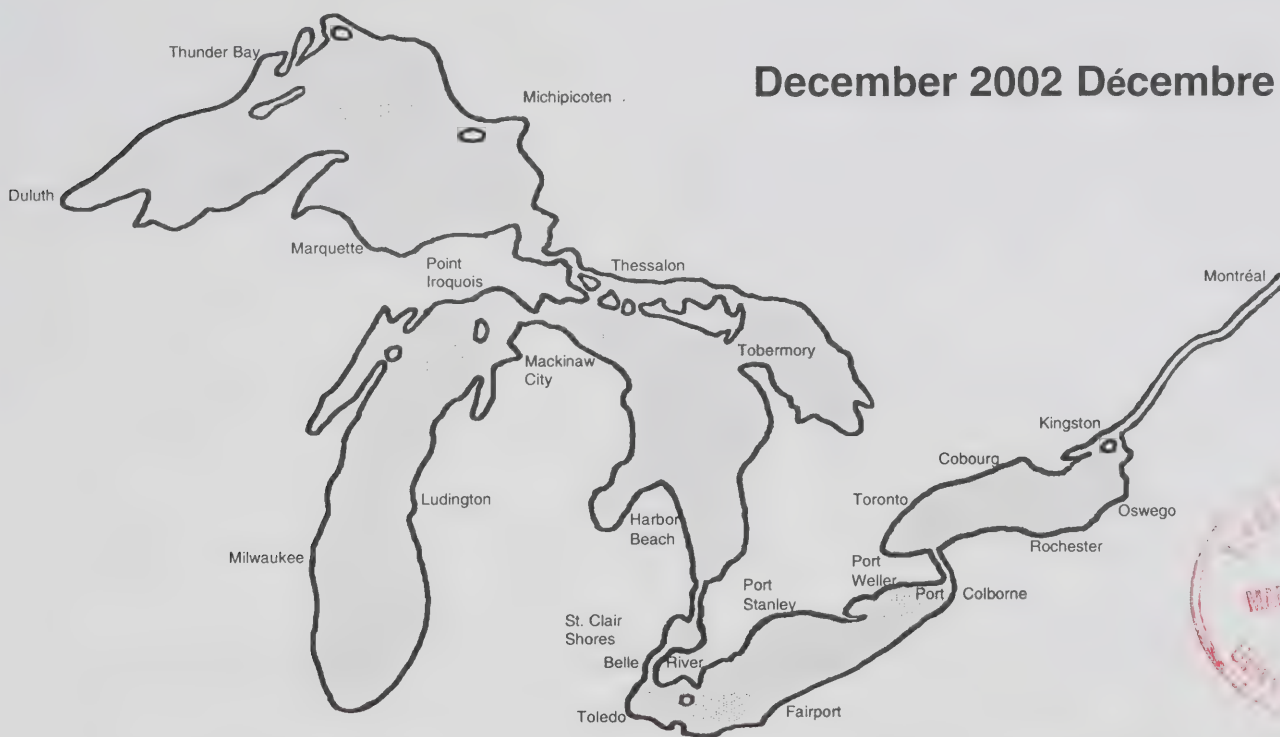 December 2002 Décembre
Thunder Bay
Michipicoten
Duluth
Marquette
Point
Iroquois
Thessalon
Montréal
Tobermory
Mackinaw
City
Kingston
Cobourg
Ludington
Toronto
Oswego
Harbor
Beach
Rochester
Milwaukee
Port
Weller
Port
Stanley
Port Colborne
St. Clair
Shores
Belle River
Toledo
Fairport